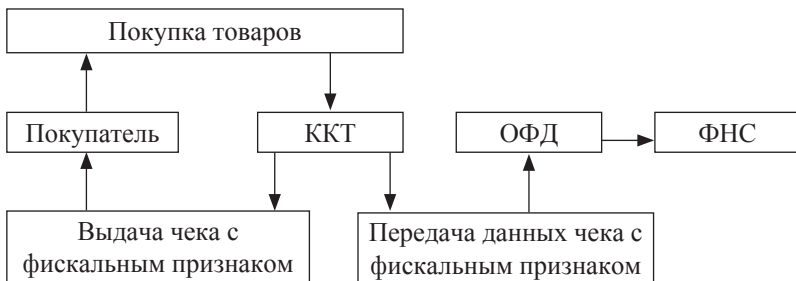 Покупка товаров
Покупатель
ККТ
ОФД
ФНС
Выдача чека с
фискальным признаком
Передача данных чека с
фискальным признаком